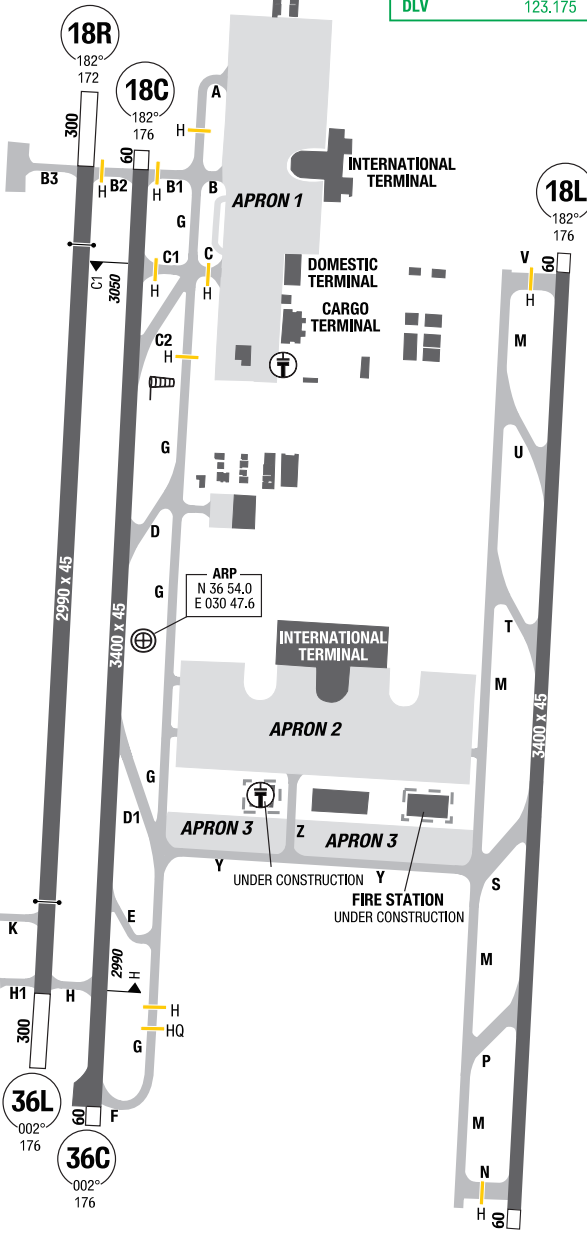 DLV 123.175
18R
182°
172
300
18C
182°
176
60
A
H
B3
H
B2
H
B1
B
APRON 1
INTERNATIONAL
TERMINAL
18L
182°
176
60
V
H
G
C1
C
C1
3050
H
H
DOMESTIC
TERMINAL
CARGO
TERMINAL
C2
H
M
G
U
D
2990 x 45
3400 x 45
G
ARP
N 36 54.0
E 030 47.6
INTERNATIONAL
TERMINAL
T
M
3400 x 45
APRON 2
G
D1
APRON 3
Z
APRON 3
Y
Y
UNDER CONSTRUCTION
FIRE STATION
UNDER CONSTRUCTION
S
K
E
2990
H
M
H1
H
H
HQ
300
G
P
M
36L
002°
176
60
F
36C
002°
176
N
H
60